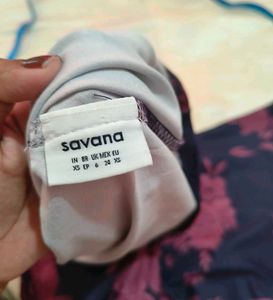 savana
IN BR UK MEX EU
XS EP 6 24 XS